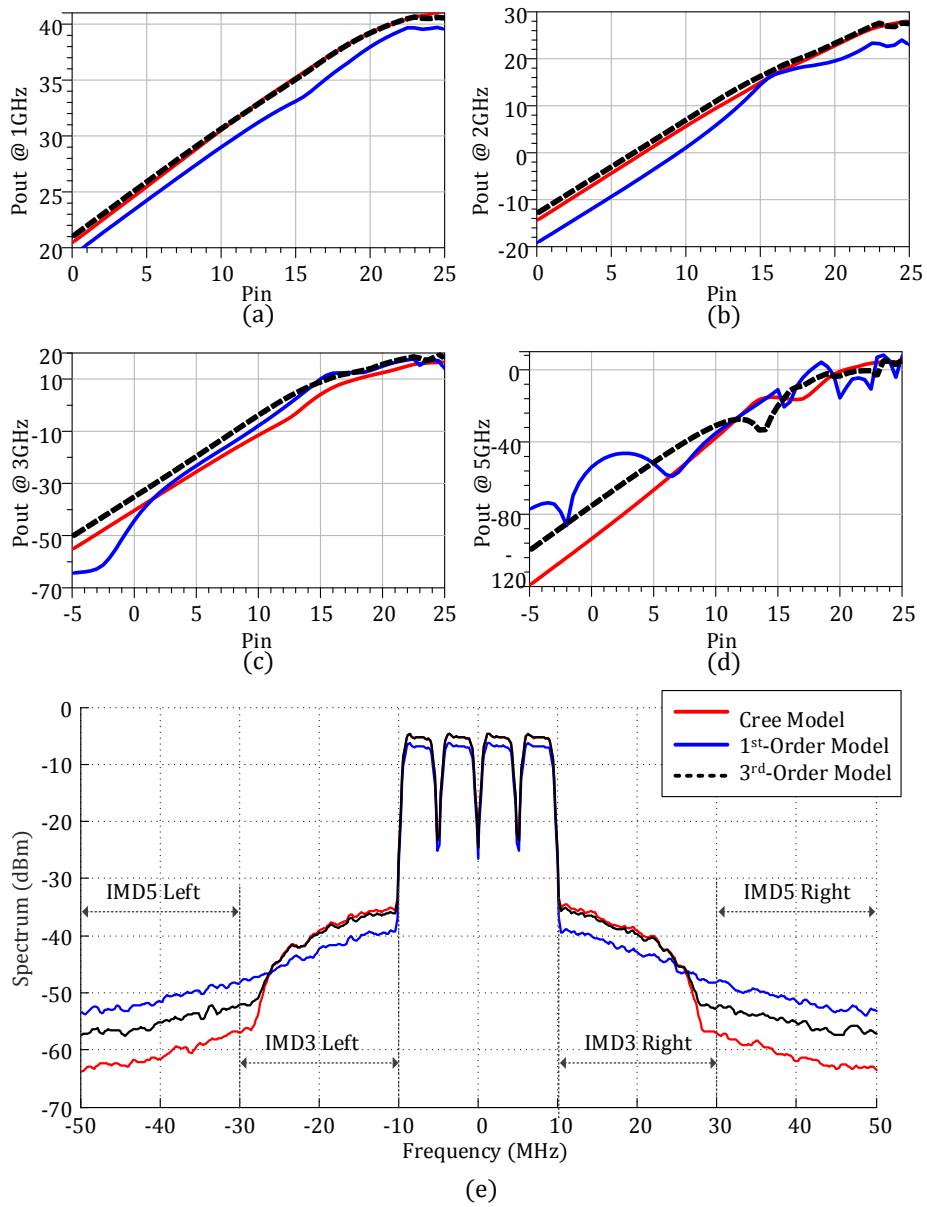 40
35
30
25
20
Pout @ 1GHz
0 5 10 15 20 25
Pin
(a)
30
20
10
0
-10
-20
Pout @ 2GHz
0 5 10 15 20 25
Pin
(b)
20
10
-10
-30
-50
-70
Pout @ 3GHz
-5 0 5 10 15 20 25
Pin
(c)
0
-40
-80
-
120
Pout @ 5GHz
-5 0 5 10 15 20 25
Pin
(d)
0
-10
-20
-30
-40
-50
-60
-70
Spectrum (dBm)
Cree Model
1st-Order Model
3rd-Order Model
IMD5 Left
IMD5 Right
IMD3 Left
IMD3 Right
-50 -40 -30 -20 -10 0 10 20 30 40 50
Frequency (MHz)
(e)